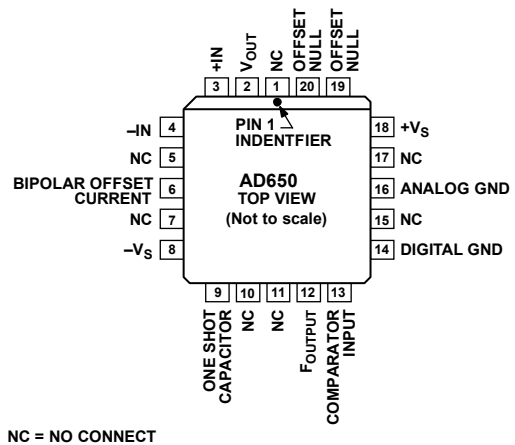 +IN
VOUT
NC
OFFSET
NULL
OFFSET
NULL
3
2
1
20
19
–IN 4
NC 5
BIPOLAR OFFSET
CURRENT 6
NC 7
–VS 8
PIN 1
INDENTFIER
AD650
TOP VIEW
(Not to scale)
18 +VS
17 NC
16 ANALOG GND
15 NC
14 DIGITAL GND
9
10
11
12
13
ONE SHOT
CAPACITOR
NC
NC
FOUTPUT
COMPARATOR
INPUT
NC = NO CONNECT